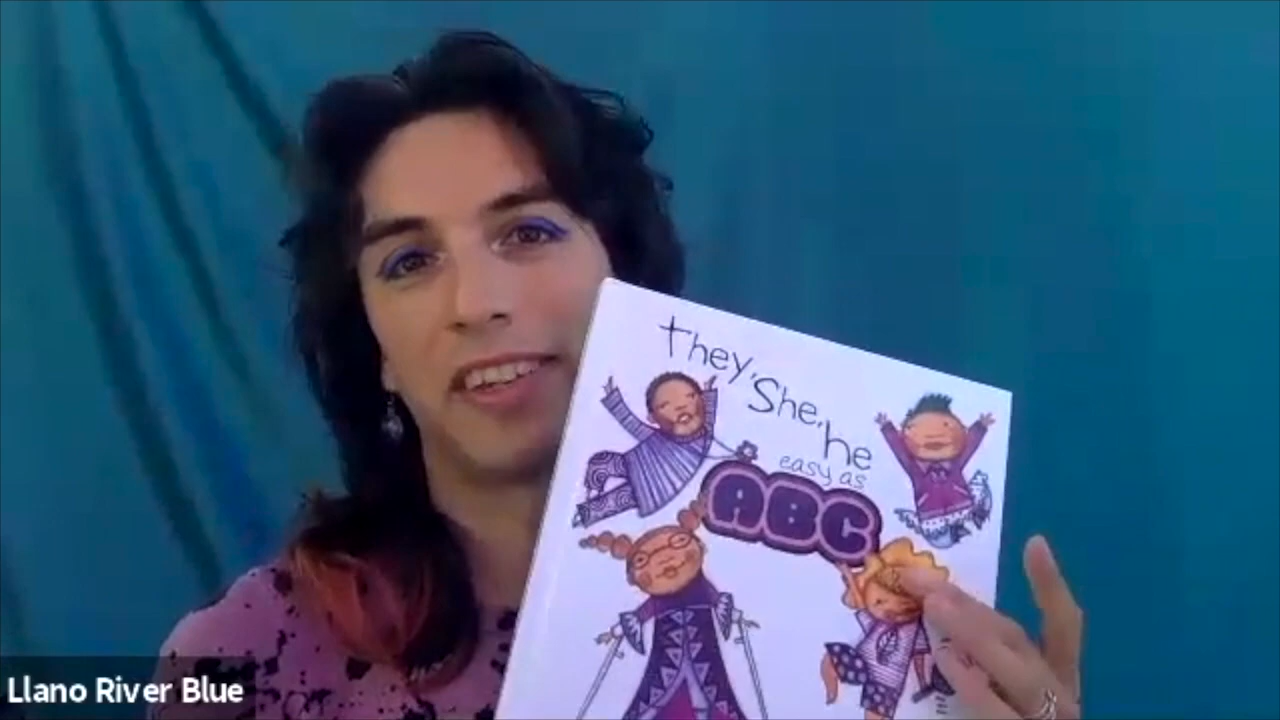 they, She, he
easy as
ABC
Llano River Blue